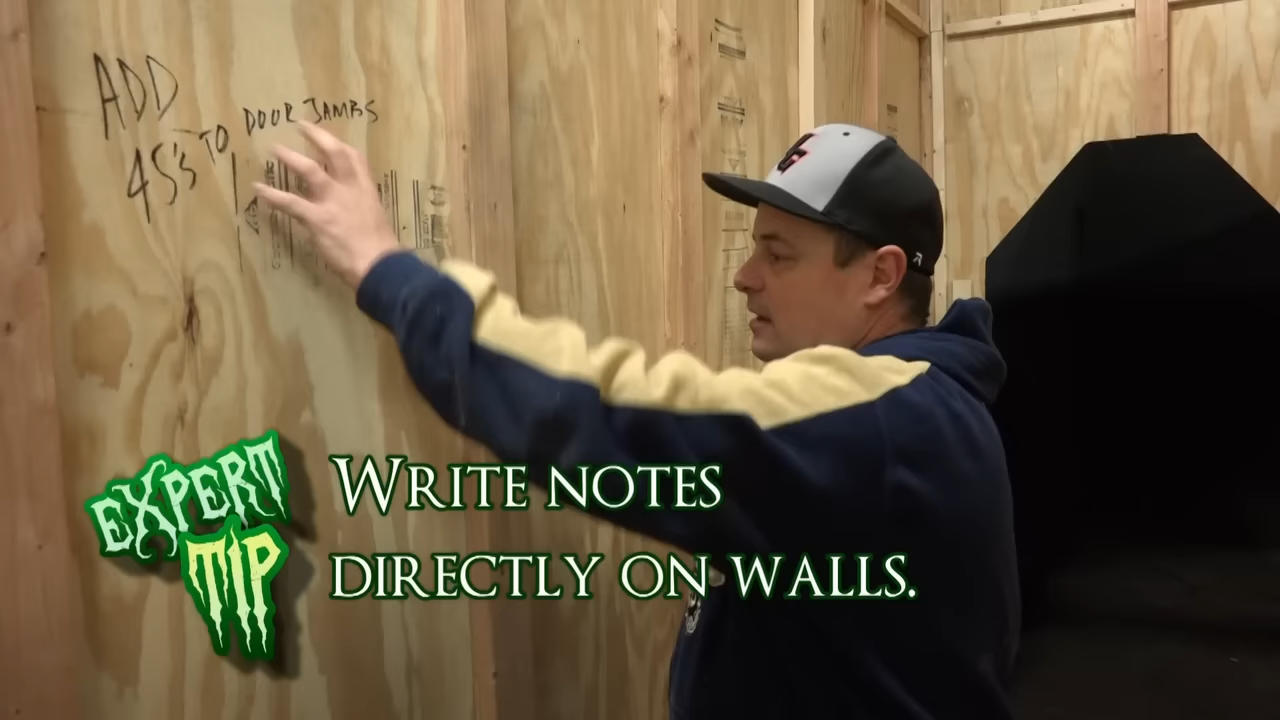 ADD
45's TO DOOR JAMBS
EXPERT
TIP
WRITE NOTES
DIRECTLY ON WALLS.